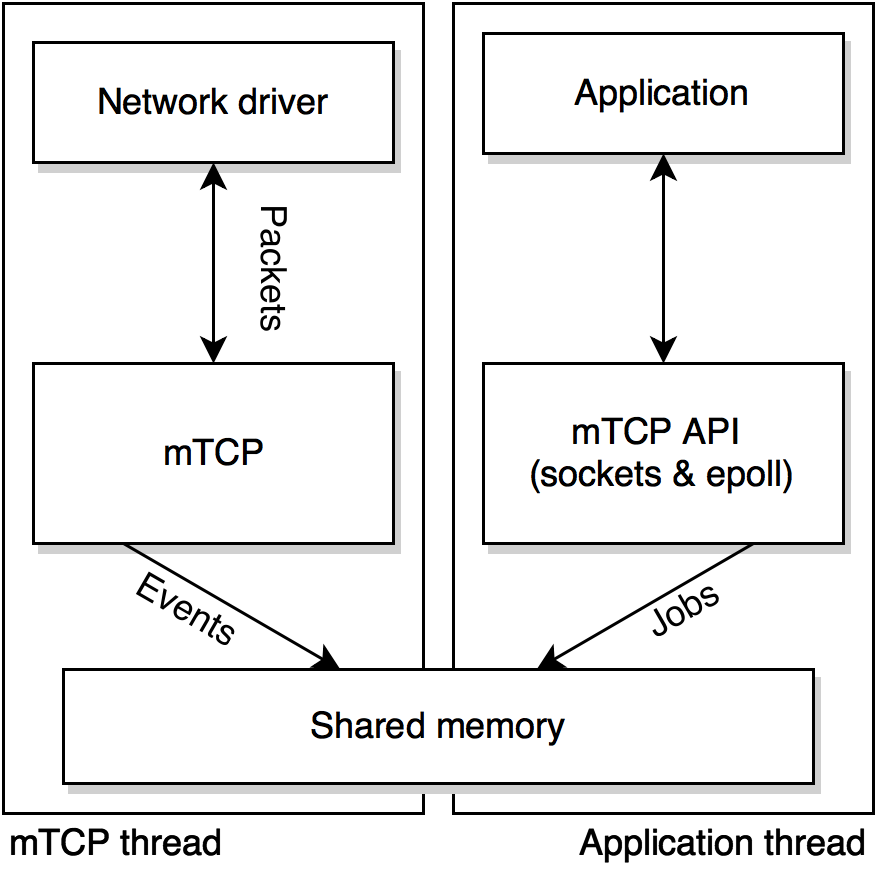 Network driver
Application
Packets
mTCP
mTCP API
(sockets & epoll)
Events
Jobs
Shared memory
mTCP thread
Application thread